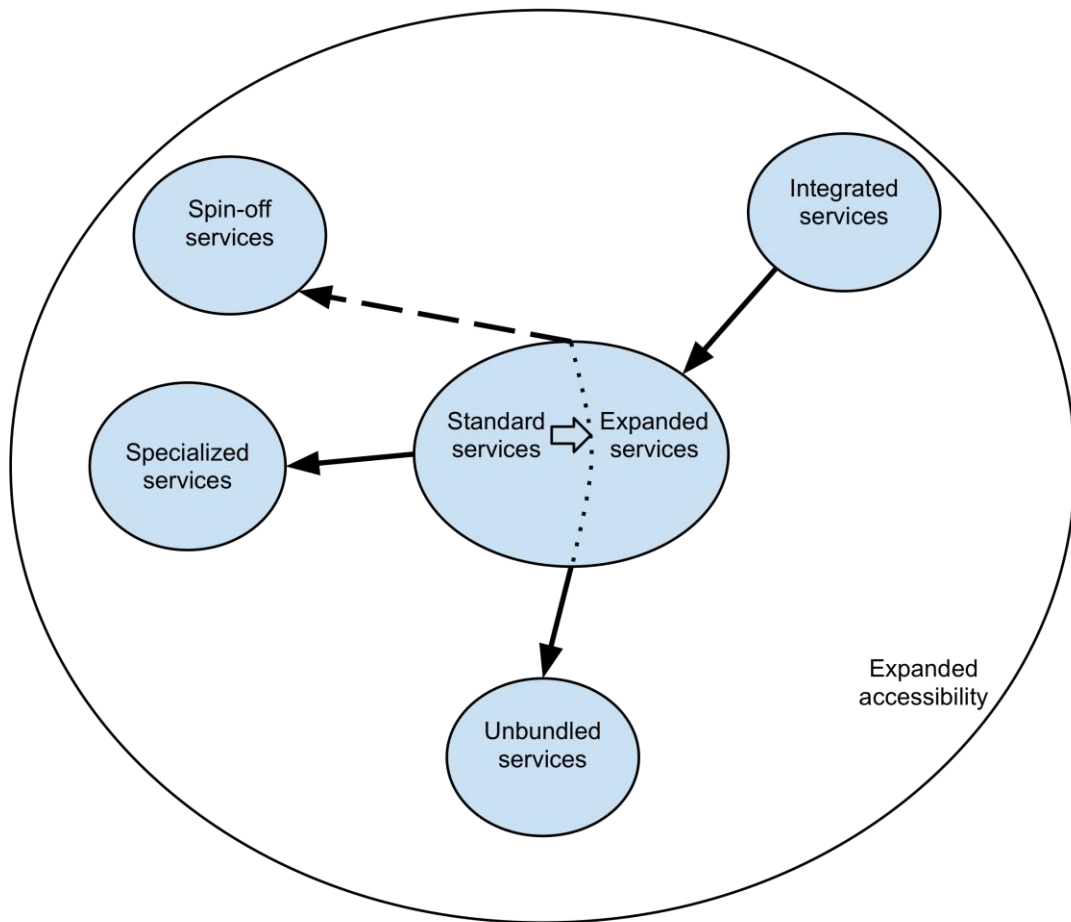 Spin-off
services
Integrated
services
Standard
services
Expanded
services
Specialized
services
Unbundled
services
Expanded
accessibility